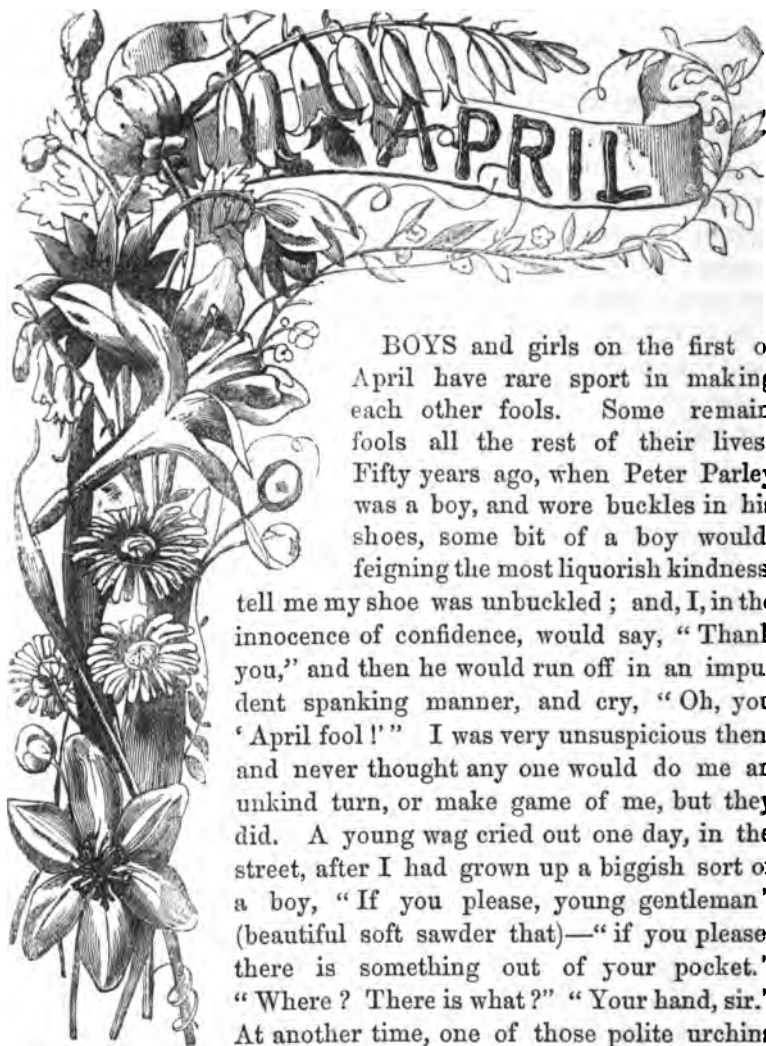 APRIL
BOYS and girls on the first o
April have rare sport in making
each other fools. Some remain
fools all the rest of their lives
Fifty years ago, when Peter Parley
was a boy, and wore buckles in his
shoes, some bit of a boy would
feigning the most liquorish kindness
tell me my shoe was unbuckled ; and, I, in the
innocence of confidence, would say, “ Thank
you,” and then he would run off in an impu
dent spanking manner, and cry, “ Oh, you
‘ April fool !’ ” I was very unsuspicious then
and never thought any one would do me an
unkind turn, or make game of me, but they
did. A young wag cried out one day, in the
street, after I had grown up a biggish sort of
a boy, “ If you please, young gentleman”
(beautiful soft sawder that)—“ if you please
there is something out of your pocket.”
“ Where ? There is what ?” “ Your hand, sir.”
At another time, one of those polite urchins